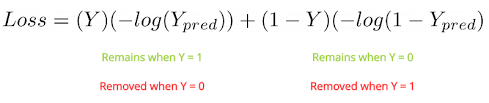 Loss = (Y)(-log(Y_pred)) + (1 - Y)(-log(1 - Y_pred)
Remains when Y = 1 Remains when Y = 0
Removed when Y = 0 Removed when Y = 1